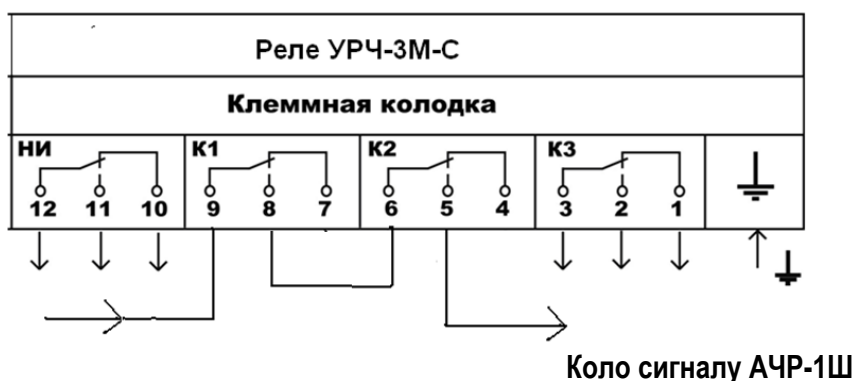 Реле УРЧ-3М-С
Клеммная колодка
НИ К1 К2 К3
12 11 10 9 8 7 6 5 4 3 2 1
Коло сигналу АЧР-1Ш